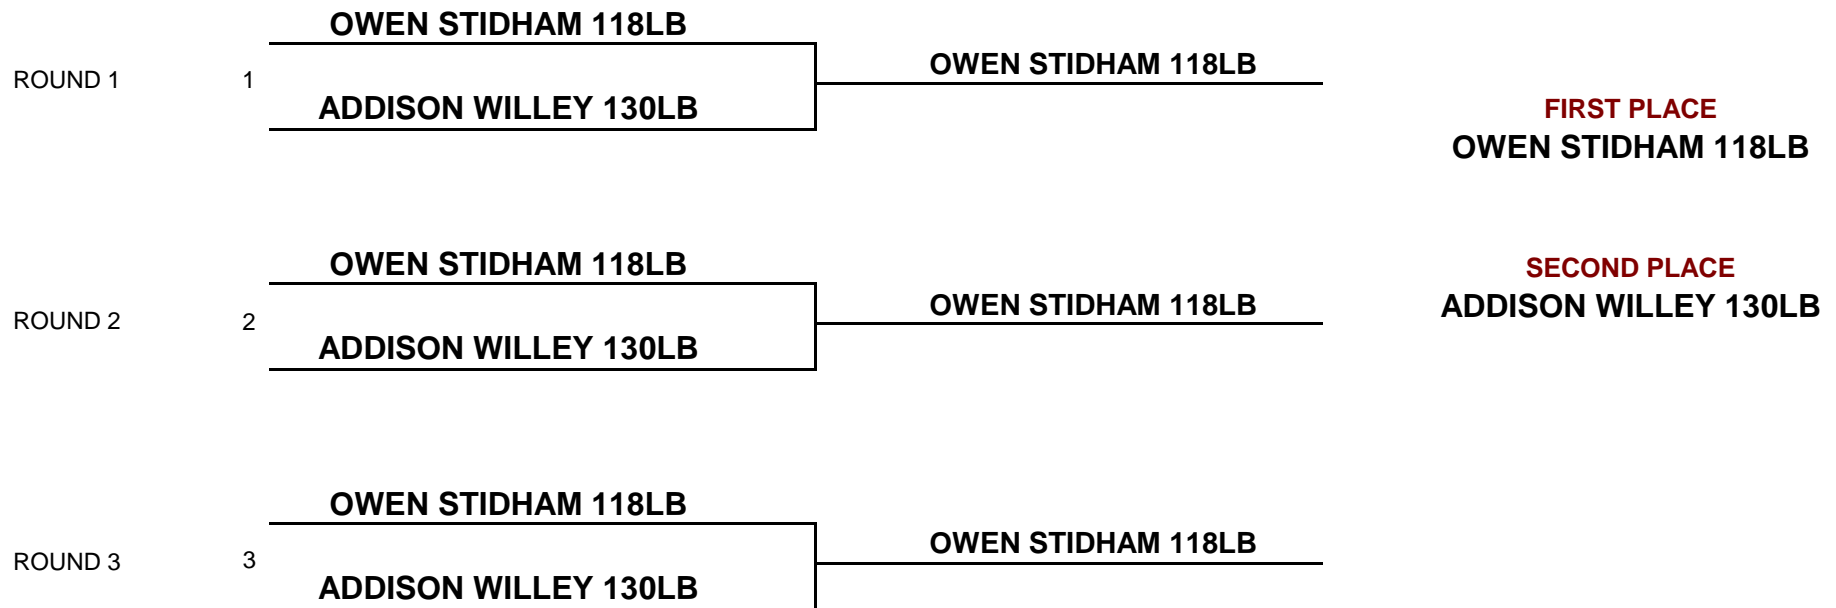 OWEN STIDHAM 118LB
ROUND 1
1
OWEN STIDHAM 118LB
ADDISON WILLEY 130LB
FIRST PLACE
OWEN STIDHAM 118LB
OWEN STIDHAM 118LB
SECOND PLACE
ROUND 2
2
OWEN STIDHAM 118LB
ADDISON WILLEY 130LB
ADDISON WILLEY 130LB
OWEN STIDHAM 118LB
ROUND 3
3
OWEN STIDHAM 118LB
ADDISON WILLEY 130LB